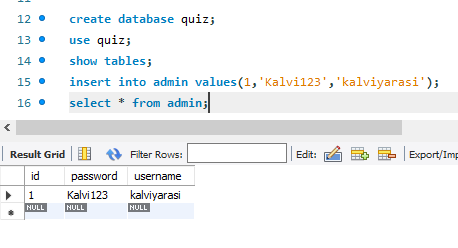 12 create database quiz;
13 use quiz;
14 show tables;
15 insert into admin values(1,'Kalvi123','kalviyarasi');
16 select * from admin;
Result Grid Filter Rows: Edit: Export/Imp
id password username
1 Kalvi123 kalviyarasi
NULL NULL NULL